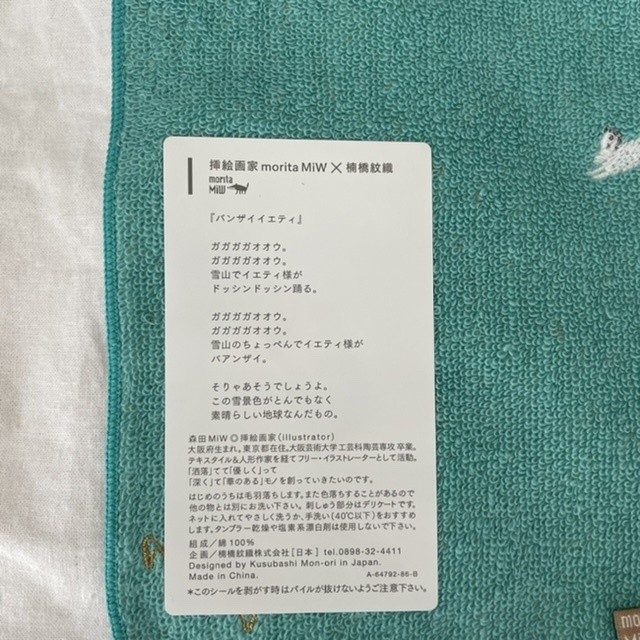 挿絵画家 morita MiW × 楠橋紋織
morita
MiW
『バンザイイエティ』
ガガガガオオウ。
ガガガガオオウ。
雪山でイエティ様が
ドッシンドッシン踊る。
ガガガガオオウ。
ガガガガオオウ。
雪山のちょっぺんでイエティ様が
バアンザイ。
そりゃあそうでしょうよ。
この雪景色がとんでもなく
素晴らしい地球なんだもの。
森田MiW◎挿絵画家(illustrator)
大阪府生まれ。東京都在住。大阪芸術大学工芸科陶芸専攻 卒業。
テキスタイル&人形作家を経てフリー・イラストレーターとして活動。
「洒落」てて「優しく」って
「深く」て「華のある」モノを創っていきたいのです。
はじめのうちは毛羽落ちします。また色落ちすることがあるので
他の物とは別にお洗い下さい。刺しゅう部分はデリケートです。
ネットに入れてやさしく洗うか、手洗い(40℃以下)をおすすめし
ます。タンブラー乾燥や塩素系漂白剤は使用しないで下さい。
組成/綿100%
企画/楠橋紋織株式会社[日本] tel.0898-32-4411
Designed by Kusubashi Mon-ori in Japan.
Made in China. A-64792-86-B
*このシールを剥がす時はパイルが抜けないようご注意下さい。
mo